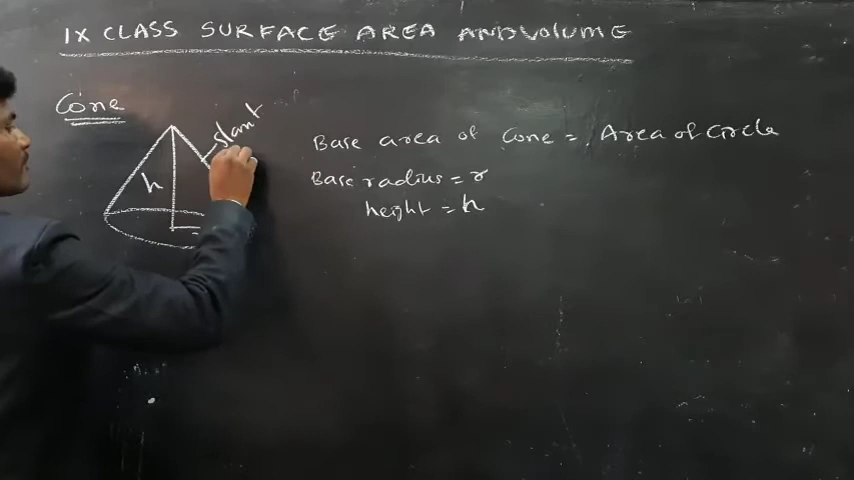 IX CLASS SURFACE AREA AND VOLUME
Cone
slant
h
Base area of Cone = Area of Circle
Base radius = r
height = h